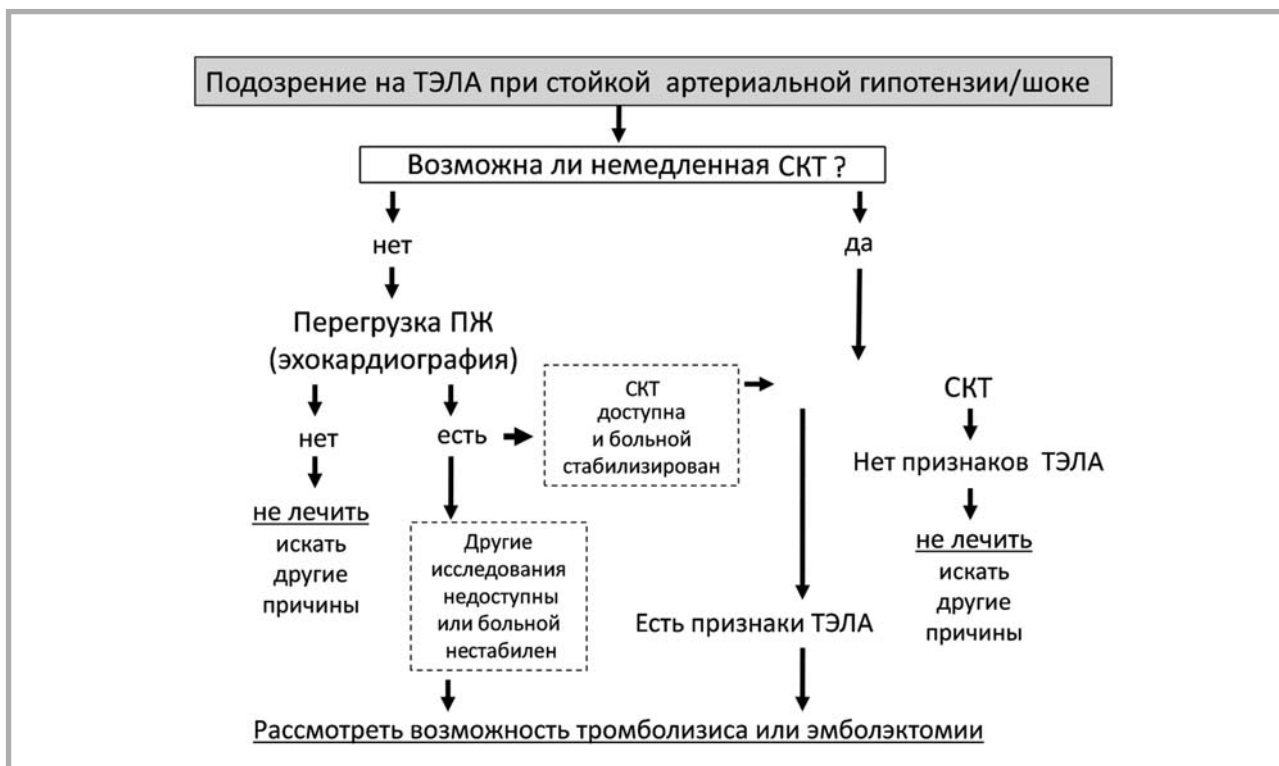 Подозрение на ТЭЛА при стойкой артериальной гипотензии/шоке
Возможна ли немедленная СКТ ?
нет
да
Перегрузка ПЖ
(эхокардиография)
нет
есть
СКТ
доступна
и больной
стабилизирован
СКТ
Нет признаков ТЭЛА
не лечить
искать
другие
причины
Другие
исследования
недоступны
или больной
нестабилен
Есть признаки ТЭЛА
не лечить
искать
другие
причины
Рассмотреть возможность тромболизиса или эмболэктомии